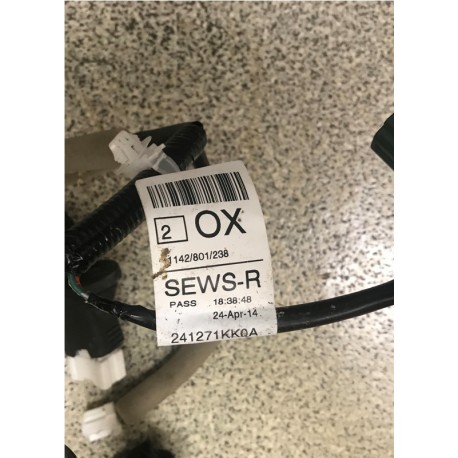 2 OX
1142/801/238
SEWS-R
PASS 18:38:48
24-Apr-14
241271KK0A